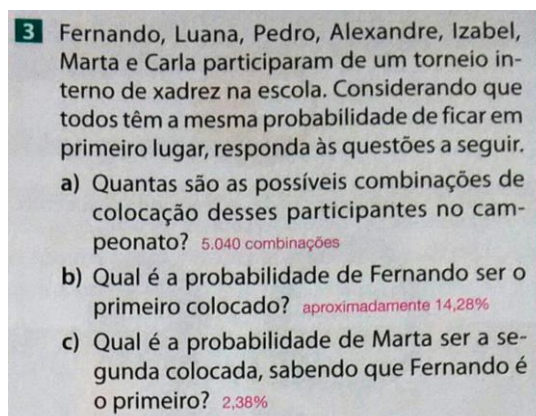 3 Fernando, Luana, Pedro, Alexandre, Izabel,
Marta e Carla participaram de um torneio in-
terno de xadrez na escola. Considerando que
todos têm a mesma probabilidade de ficar em
primeiro lugar, responda às questões a seguir.
a) Quantas são as possíveis combinações de
colocação desses participantes no cam-
peonato? 5.040 combinações
b) Qual é a probabilidade de Fernando ser o
primeiro colocado? aproximadamente 14,28%
c) Qual é a probabilidade de Marta ser a se-
gunda colocada, sabendo que Fernando é
o primeiro? 2,38%